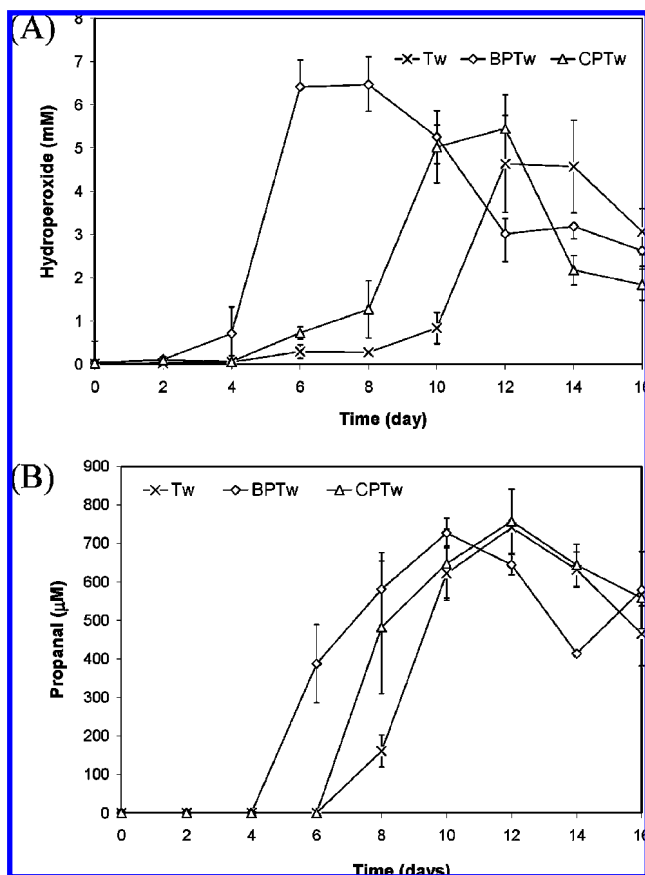 (A)
8
7
6
5
4
3
2
1
0
Hydroperoxide (mM)
Tw BPTw CPTw
0 2 4 6 8 10 12 14 16
Time (day)
(B)
900
800
700
600
500
400
300
200
100
0
Propanal (μM)
Tw BPTw CPTw
0 2 4 6 8 10 12 14 16
Time (days)